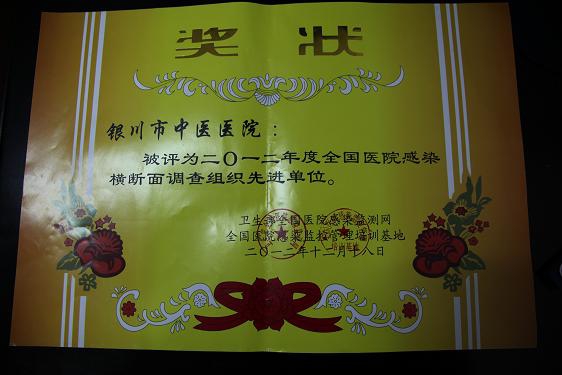 奖状
银川市中医医院：
被评为二〇一二年度全国医院感染
横断面调查组织先进单位。
卫生部全国医院感染监测网
全国医院感染监控管理培训基地
二〇一二年十二月十八日